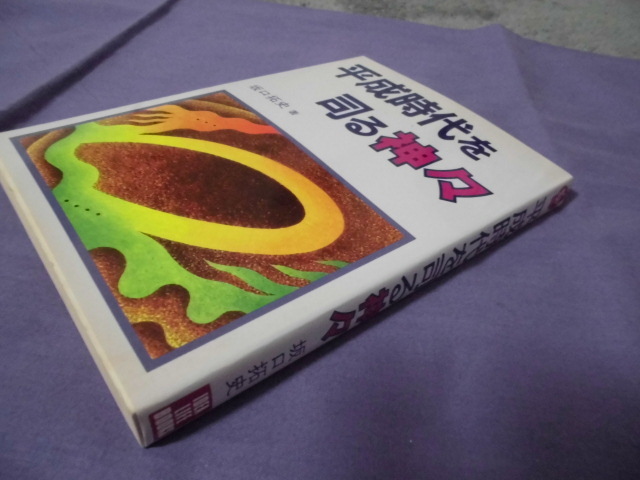 平成時代を
司る神々
坂口拓史 著
平成時代を司る神々
坂口拓史